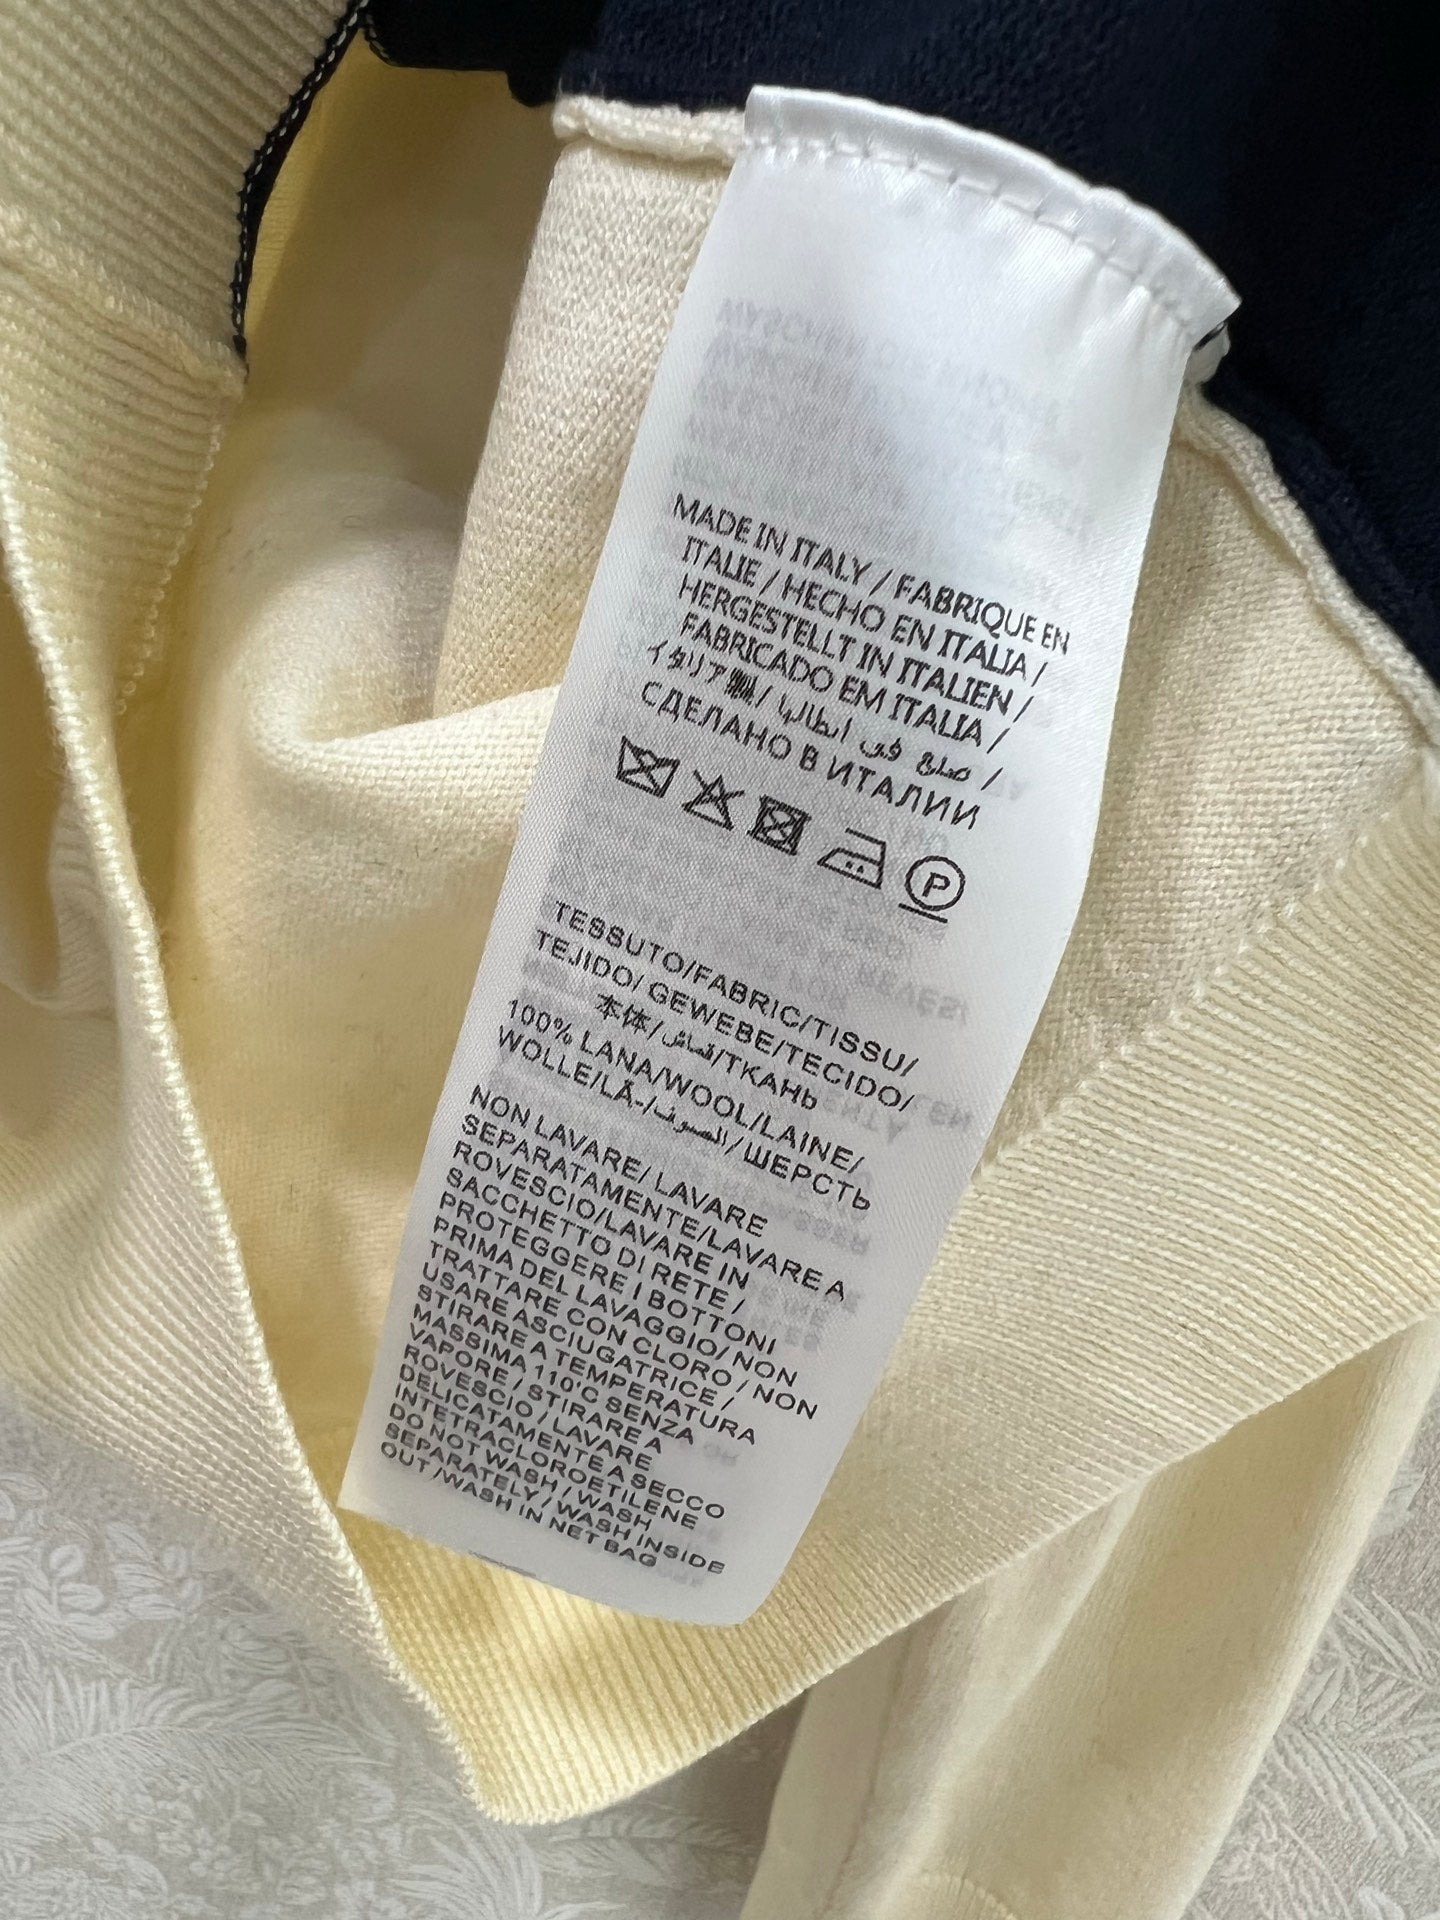 MADE IN ITALY / FABRIQUE EN
ITALIE / HECHO EN ITALIA /
HERGESTELLT IN ITALIEN /
FABRICADO EM ITALIA /
イタリア製 / صنع في ايطاليا /
СДЕЛАНО В ИТАЛИИ
P
TESSUTO/FABRIC/TISSU/
TEJIDO/ GEWEBE/TECIDO/
本体/قماش/ТКАНЬ
100% LANA/WOOL/LAINE/
WOLLE/LÃ-/الصوف/ШЕРСТЬ
NON LAVARE/ LAVARE
SEPARATAMENTE/LAVARE A
ROVESCIO/LAVARE IN
SACCHETTO DI RETE /
PROTEGGERE I BOTTONI
PRIMA DEL LAVAGGIO/ NON
TRATTARE CON CLORO / NON
USARE ASCIUGATRICE /
STIRARE A TEMPERATURA
MASSIMA 110'C SENZA
VAPORE / STIRARE A
ROVESCIO / LAVARE
DELICATAMENTE A SECCO
INTETRACLOROETILENE
DO NOT WASH / WASH
SEPARATELY / WASH INSIDE
OUT /WASH IN NET BAG